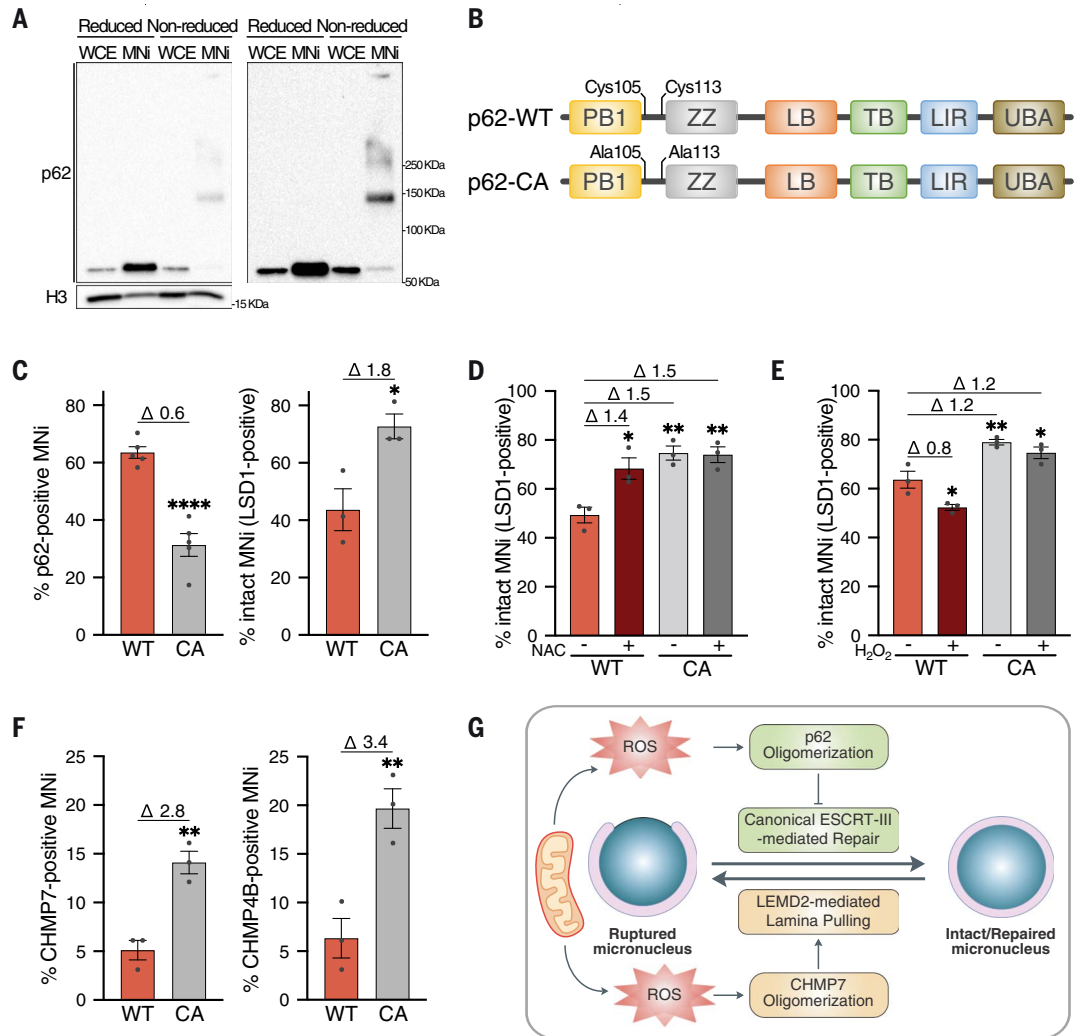 A
Reduced Non-reduced Reduced Non-reduced
WCE MNi WCE MNi WCE MNi WCE MNi
p62
-250 KDa
-150 KDa
-100 KDa
-50 KDa
H3
-15 KDa
B
Cys105 Cys113
p62-WT PB1 ZZ LB TB LIR UBA
Ala105 Ala113
p62-CA PB1 ZZ LB TB LIR UBA
C
% p62-positive MNi
80
60
40
20
0
Δ 0.6
****
WT CA
% intact MNi (LSD1-positive)
80
60
40
20
0
Δ 1.8
*
WT CA
D
% intact MNi (LSD1-positive)
100
80
60
40
20
0
Δ 1.5
Δ 1.5
Δ 1.4
* ** **
NAC - + - +
WT CA
E
% intact MNi (LSD1-positive)
100
80
60
40
20
0
Δ 1.2
Δ 1.2
Δ 0.8
* ** *
H₂O₂ - + - +
WT CA
F
% CHMP7-positive MNi
25
20
15
10
5
0
Δ 2.8
**
WT CA
% CHMP4B-positive MNi
25
20
15
10
5
0
Δ 3.4
**
WT CA
G
ROS
p62
Oligomerization
Canonical ESCRT-III
-mediated Repair
LEMD2-mediated
Lamina Pulling
Ruptured
micronucleus
Intact/Repaired
micronucleus
ROS
CHMP7
Oligomerization